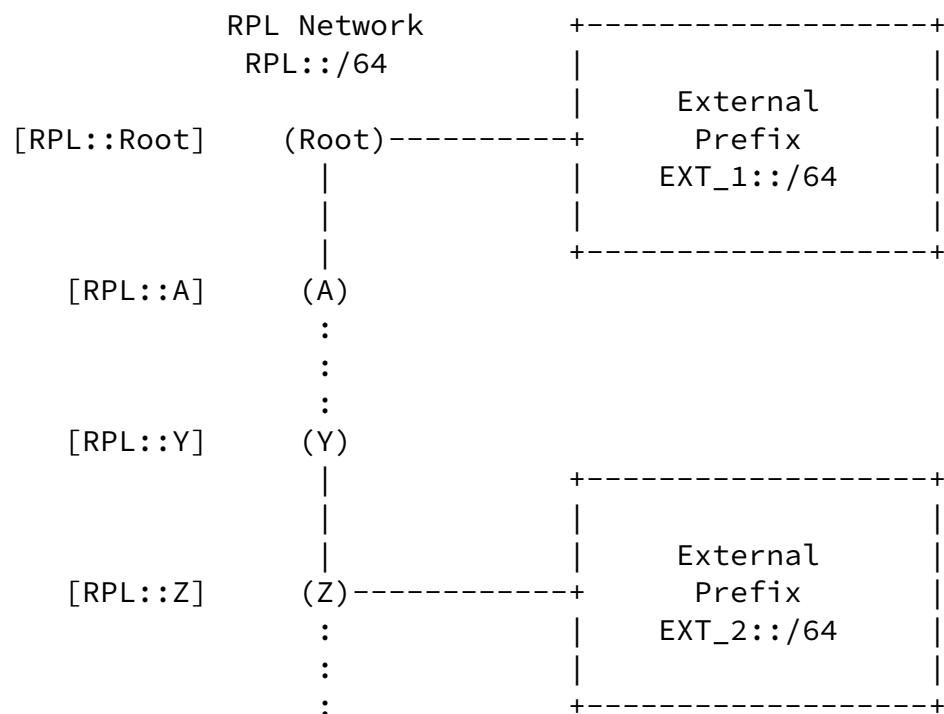 RPL Network
RPL::/64
External
[RPL::Root] (Root) Prefix
EXT_1::/64
[RPL::A] (A)
:
:
:
[RPL::Y] (Y)
External
[RPL::Z] (Z) Prefix
: EXT_2::/64
:
: